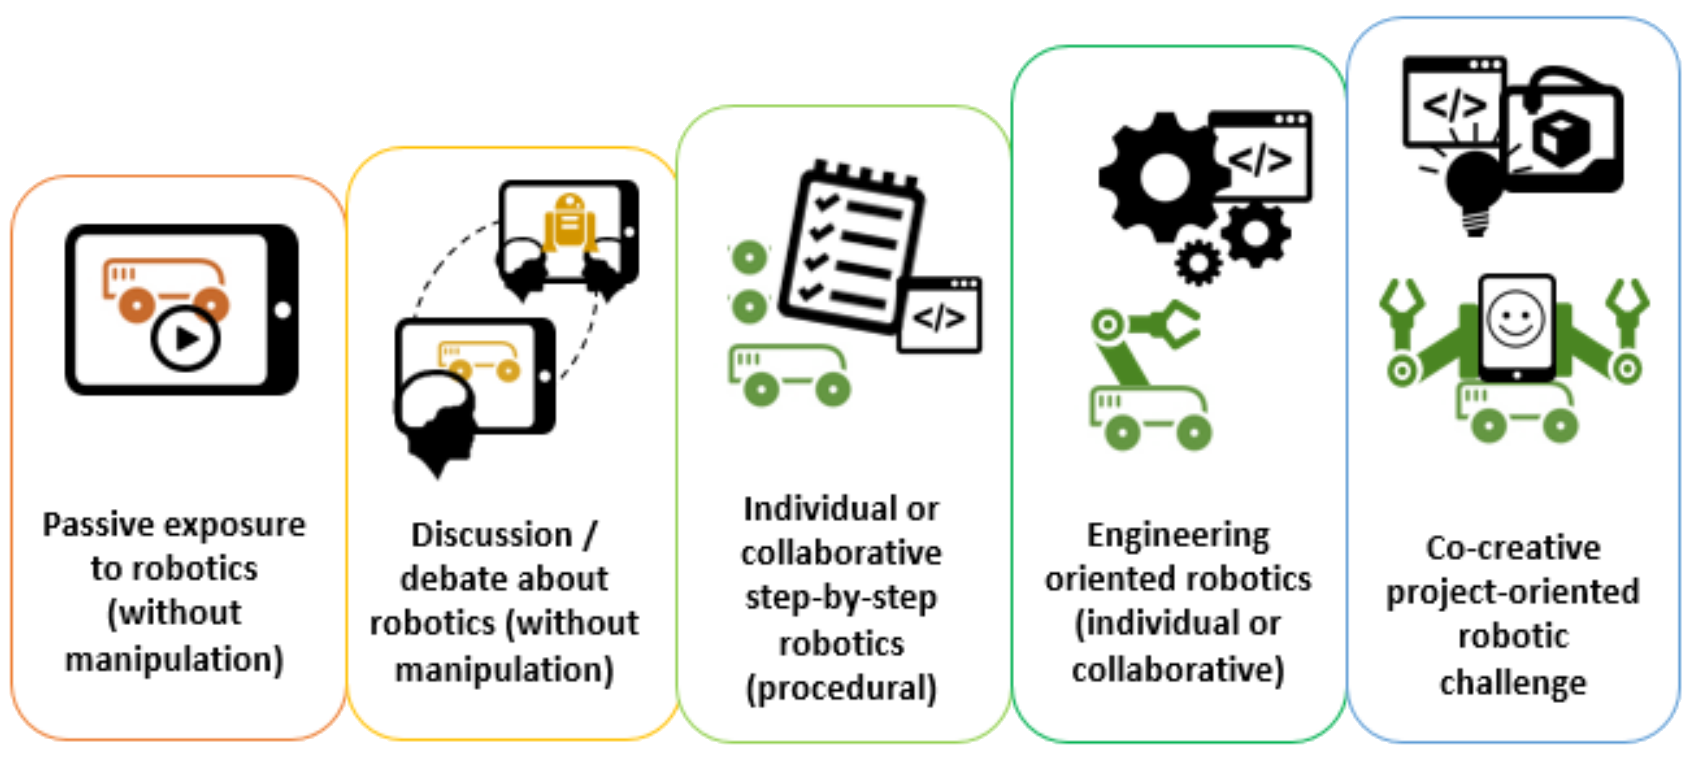 </>
</>
</>
Passive exposure
to robotics
(without
manipulation)
Discussion /
debate about
robotics (without
manipulation)
Individual or
collaborative
step-by-step
robotics
(procedural)
Engineering
oriented robotics
(individual or
collaborative)
Co-creative
project-oriented
robotic
challenge